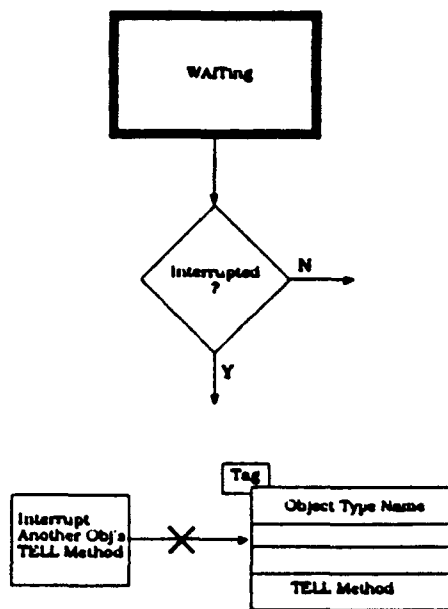 WAITing
Interrupted
?
N
Y
Tag
Interrupt
Another Obj's
TELL Method
Object Type Name
TELL Method